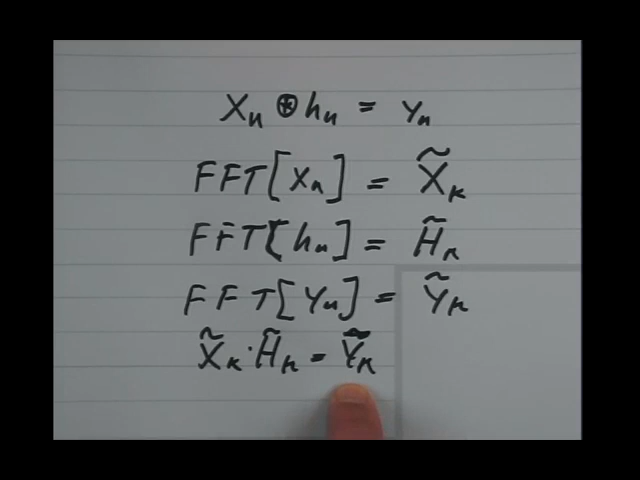 Xn ⊛ hn = Yn
FFT[Xn] = X̃k
FFT[hn] = H̃k
FFT[Yn] = Ỹk
X̃k · H̃k = Ỹk